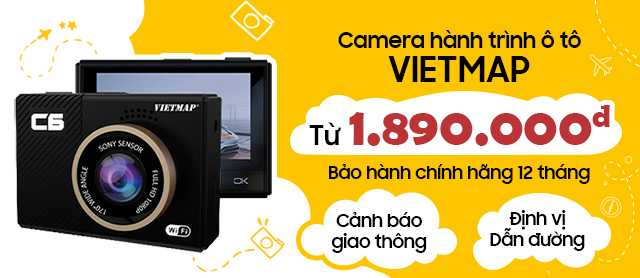 Camera hành trình ô tô
VIETMAP
Từ 1.890.000đ
Bảo hành chính hãng 12 tháng
Cảnh báo
giao thông
Định vị
Dẫn đường
VIETMAP
C6
SONY SENSOR
170° WIDE ANGLE
FULL HD 1080p
WiFi
OK